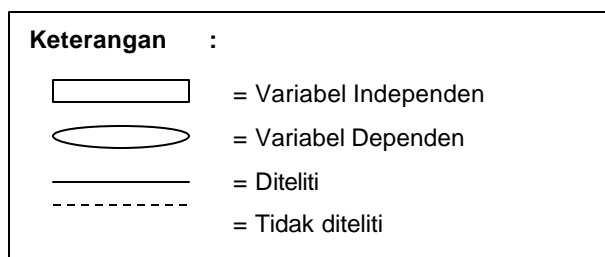 Keterangan :
= Variabel Independen
= Variabel Dependen
= Diteliti
= Tidak diteliti